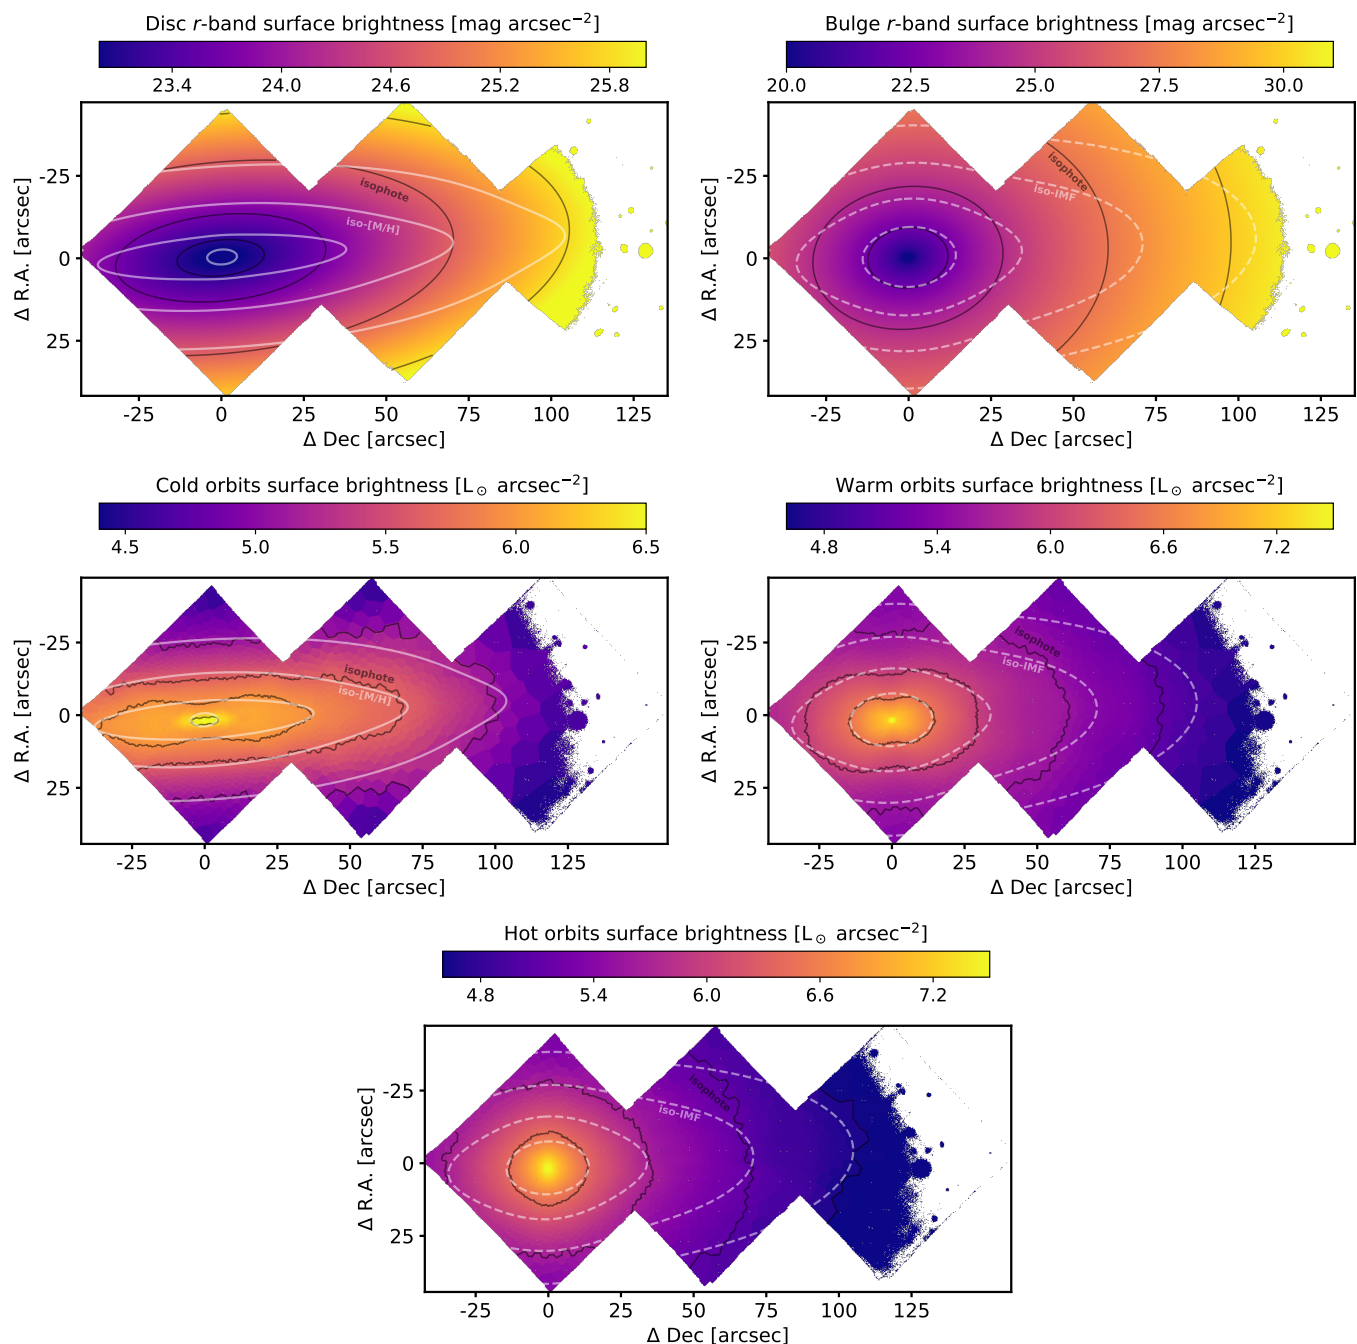 Disc r-band surface brightness [mag arcsec⁻²]
23.4 24.0 24.6 25.2 25.8
isophote
iso-[M/H]
-25
0
25
Δ R.A. [arcsec]
-25 0 25 50 75 100 125
Δ Dec [arcsec]
Bulge r-band surface brightness [mag arcsec⁻²]
20.0 22.5 25.0 27.5 30.0
isophote
iso-IMF
-25
0
25
Δ R.A. [arcsec]
-25 0 25 50 75 100 125
Δ Dec [arcsec]
Cold orbits surface brightness [L☉ arcsec⁻²]
4.5 5.0 5.5 6.0 6.5
isophote
iso-[M/H]
-25
0
25
Δ R.A. [arcsec]
-25 0 25 50 75 100 125
Δ Dec [arcsec]
Warm orbits surface brightness [L☉ arcsec⁻²]
4.8 5.4 6.0 6.6 7.2
isophote
iso-IMF
-25
0
25
Δ R.A. [arcsec]
-25 0 25 50 75 100 125
Δ Dec [arcsec]
Hot orbits surface brightness [L☉ arcsec⁻²]
4.8 5.4 6.0 6.6 7.2
isophote
iso-IMF
-25
0
25
Δ R.A. [arcsec]
-25 0 25 50 75 100 125
Δ Dec [arcsec]